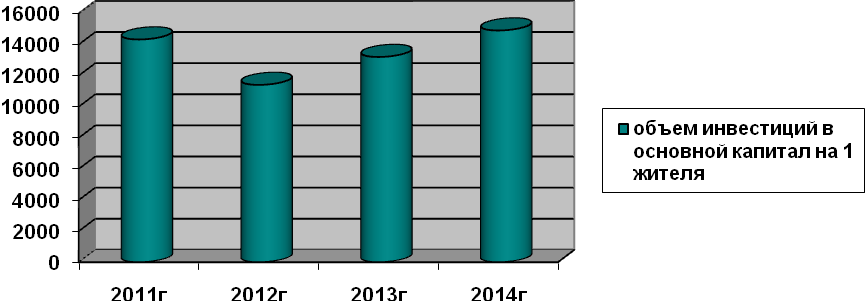 16000
14000
12000
10000
8000
6000
4000
2000
0
2011г
2012г
2013г
2014г
объем инвестиций в
основной капитал на 1
жителя